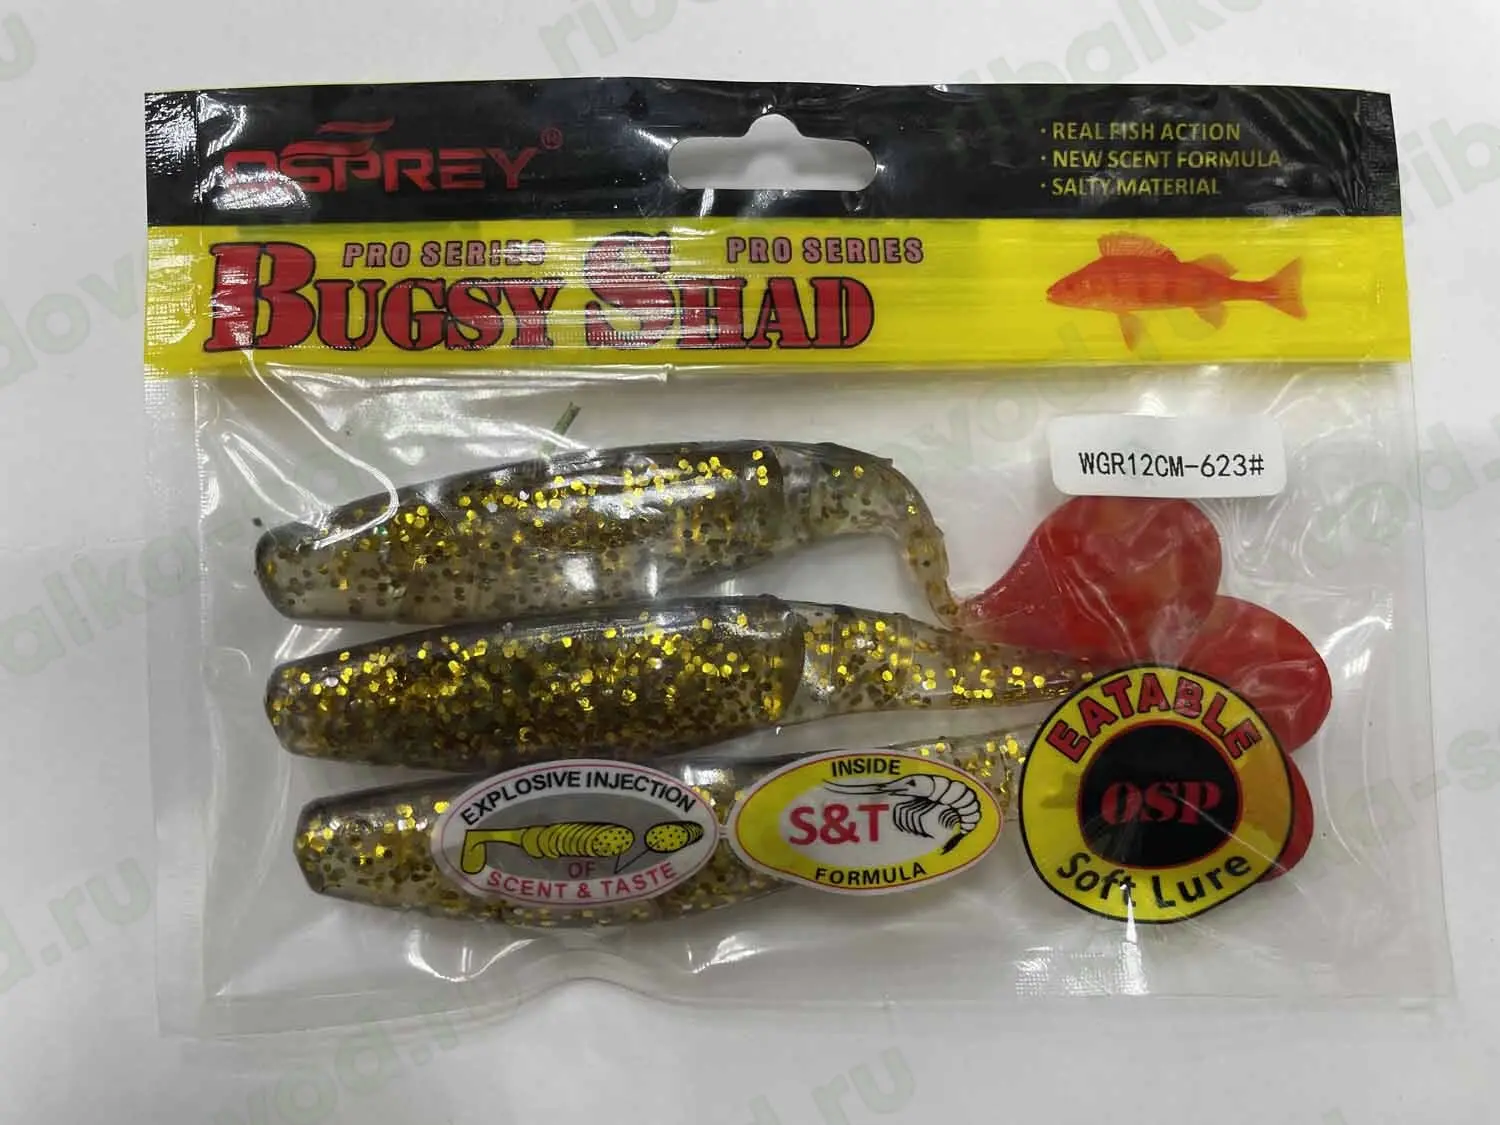 OSPREY®
· REAL FISH ACTION
· NEW SCENT FORMULA
· SALTY MATERIAL
PRO SERIES PRO SERIES
BUGSY SHAD
WGR12CM-623#
EXPLOSIVE INJECTION
OF
SCENT & TASTE
INSIDE
S&T
FORMULA
EATABLE
OSP
Soft Lure